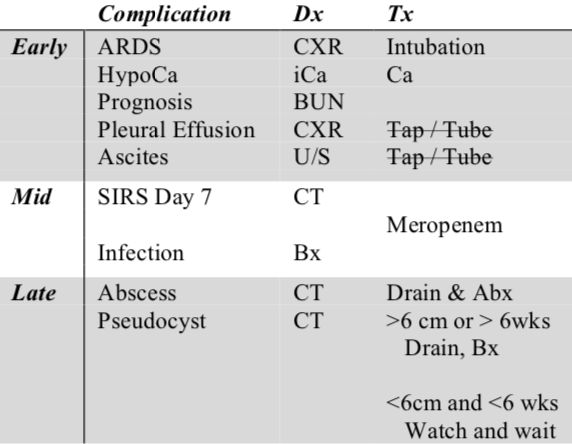 Complication Dx Tx
Early ARDS CXR Intubation
HypoCa iCa Ca
Prognosis BUN
Pleural Effusion CXR Tap / Tube
Ascites U/S Tap / Tube
Mid SIRS Day 7 CT
Meropenem
Infection Bx
Late Abscess CT Drain & Abx
Pseudocyst CT >6 cm or > 6wks
Drain, Bx
<6cm and <6 wks
Watch and wait